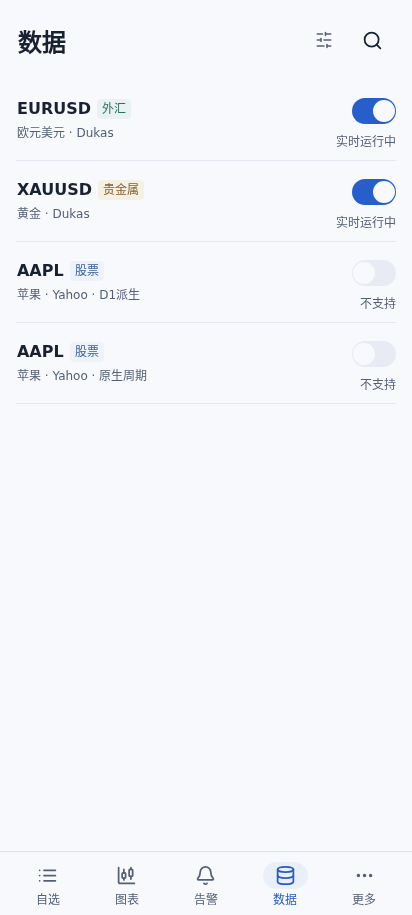 数据
EURUSD 外汇
欧元美元 · Dukas
实时运行中
XAUUSD 贵金属
黄金 · Dukas
实时运行中
AAPL 股票
苹果 · Yahoo · D1派生
不支持
AAPL 股票
苹果 · Yahoo · 原生周期
不支持
自选 图表 告警 数据 更多